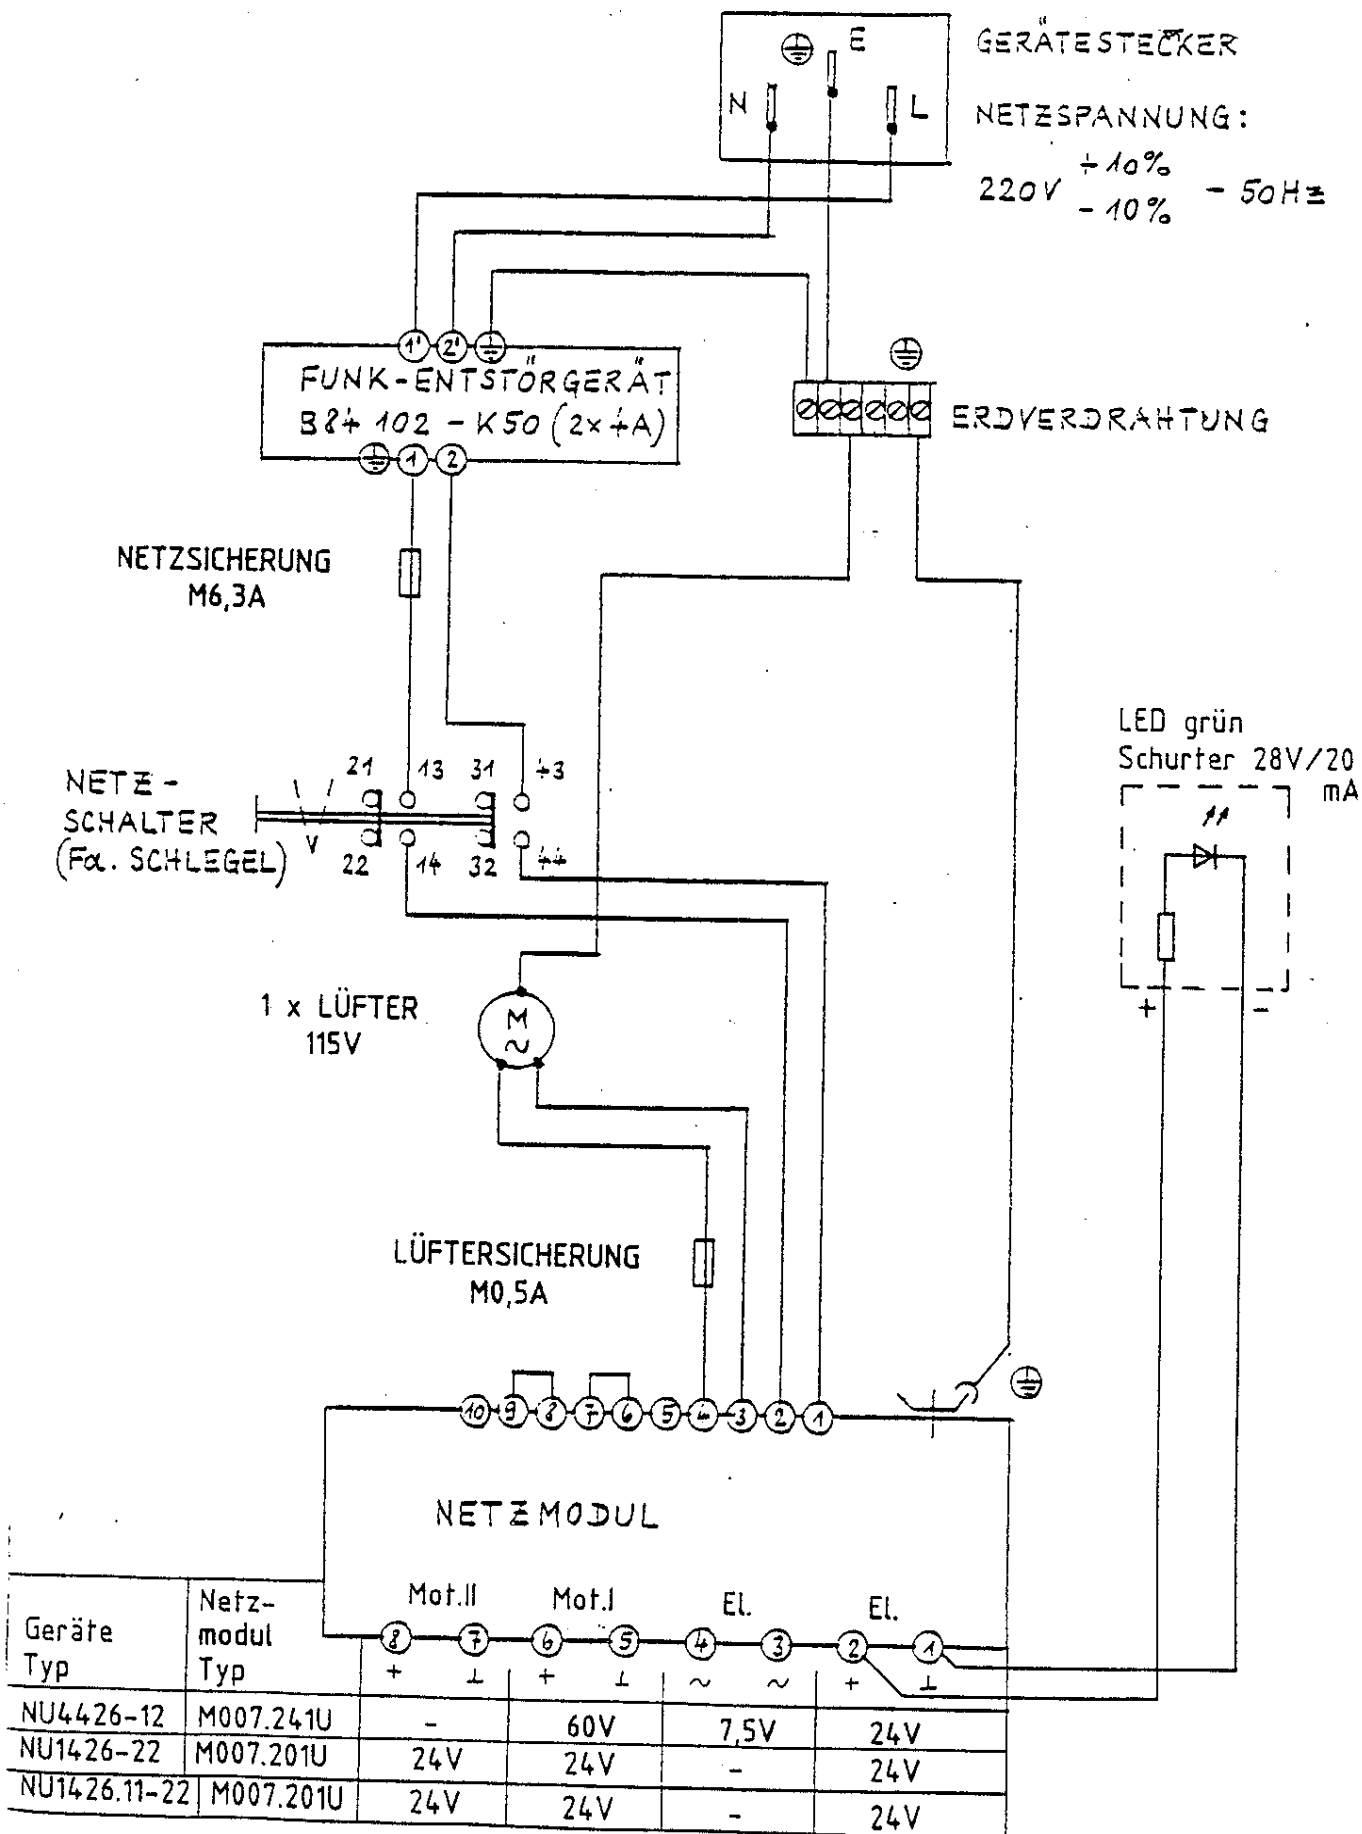 E
GERÄTESTECKER
N
L
NETZSPANNUNG:
+10%
220V
- 50Hz
-10%
1' 2'
FUNK-ENTSTÖRGERÄT
B84 102 - K50 (2x4A)
1 2
ERDVERDRAHTUNG
NETZSICHERUNG
M6,3A
LED grün
Schurter 28V/20
mA
21 13 31 43
NETZ-
SCHALTER
(Fa. SCHLEGEL)
V
22 14 32 44
+ -
1 x LÜFTER
115V
M
~
LÜFTERSICHERUNG
M0,5A
10 9 8 7 6 5 4 3 2 1
NETZMODUL
Mot.II Mot.I El. El.
8 7 6 5 4 3 2 1
+ ⊥ + ⊥ ~ ~ + ⊥
Geräte
Typ
Netz-
modul
Typ
NU4426-12 M007.241U - 60V 7,5V 24V
NU1426-22 M007.201U 24V 24V - 24V
NU1426.11-22 M007.201U 24V 24V - 24V